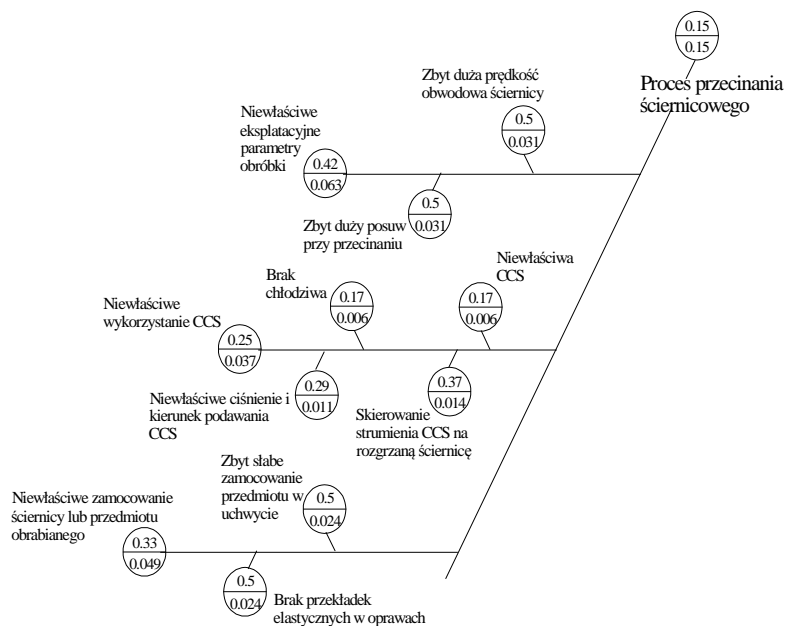 0.15
0.15
Proces przecinania
ściernicowego
Zbyt duża prędkość
obwodowa ściernicy
0.5
0.031
Niewłaściwe
eksplatacyjne
parametry
obróbki
0.42
0.063
0.5
0.031
Zbyt duży posuw
przy przecinaniu
Niewłaściwa
CCS
0.17
0.006
Brak
chłodziwa
0.17
0.006
Niewłaściwe
wykorzystanie CCS
0.25
0.037
0.29
0.011
Niewłaściwe ciśnienie i
kierunek podawania
CCS
0.37
0.014
Skierowanie
strumienia CCS na
rozgrzaną ściernicę
Zbyt słabe
zamocowanie
przedmiotu w
uchwycie
0.5
0.024
Niewłaściwe zamocowanie
ściernicy lub przedmiotu
obrabianego
0.33
0.049
0.5
0.024
Brak przekładek
elastycznych w oprawach